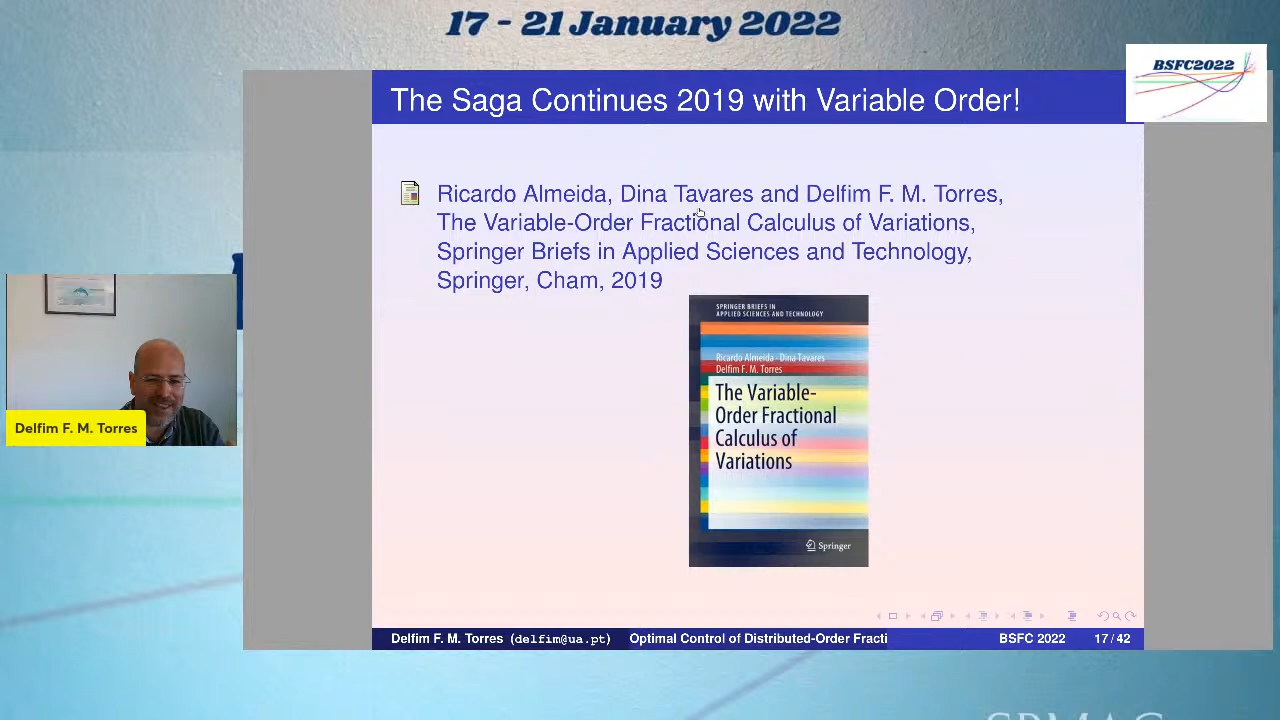 17 - 21 January 2022
BSFC2022
The Saga Continues 2019 with Variable Order!
Ricardo Almeida, Dina Tavares and Delfim F. M. Torres,
The Variable-Order Fractional Calculus of Variations,
Springer Briefs in Applied Sciences and Technology,
Springer, Cham, 2019
SPRINGER BRIEFS IN
APPLIED SCIENCES AND TECHNOLOGY
Ricardo Almeida · Dina Tavares
Delfim F. M. Torres
The Variable-
Order Fractional
Calculus of
Variations
Springer
Delfim F. M. Torres
Delfim F. M. Torres (delfim@ua.pt) Optimal Control of Distributed-Order Fracti BSFC 2022 17 / 42